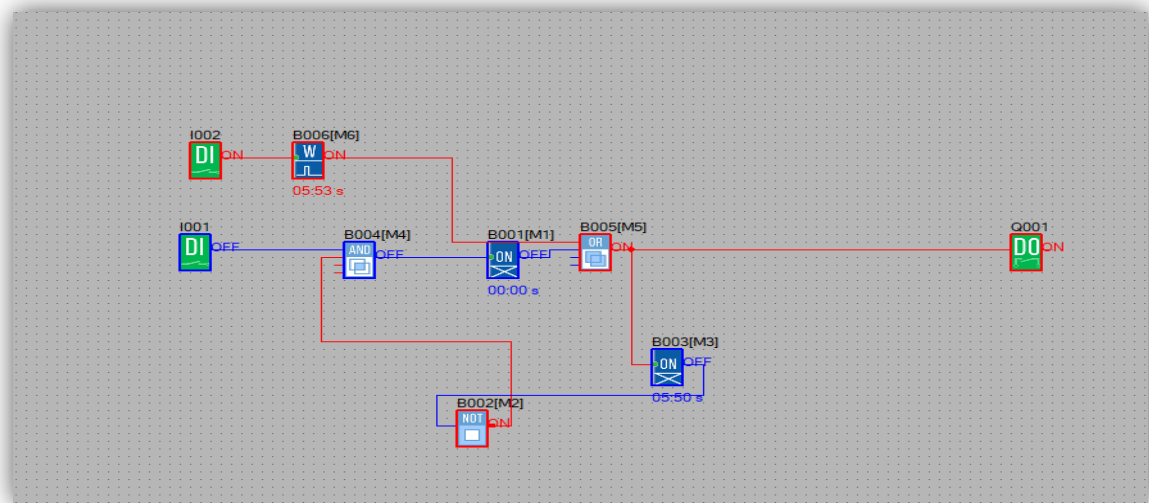 I002
B006[M6]
DI
ON
W
ON
05:53 s
I001
B004[M4]
B001[M1]
B005[M5]
Q001
DI
OFF
AND
OFF
ON
OFF
OR
ON
DO
ON
00:00 s
B003[M3]
ON
OFF
05:50 s
B002[M2]
NOT
ON